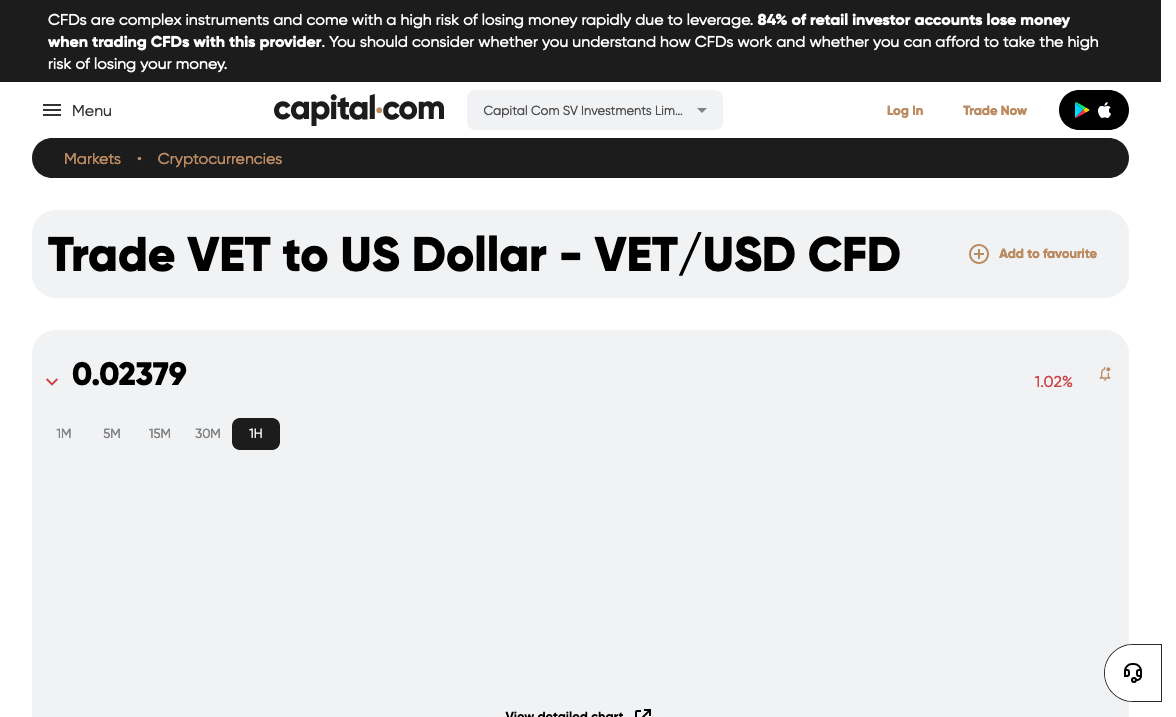 CFDs are complex instruments and come with a high risk of losing money rapidly due to leverage. 84% of retail investor accounts lose money
when trading CFDs with this provider. You should consider whether you understand how CFDs work and whether you can afford to take the high
risk of losing your money.
Menu
capital.com
Capital Com SV Investments Lim...
Log In
Trade Now
Markets
Cryptocurrencies
Trade VET to US Dollar - VET/USD CFD
Add to favourite
0.02379
1.02%
1M 5M 15M 30M 1H
View detailed chart